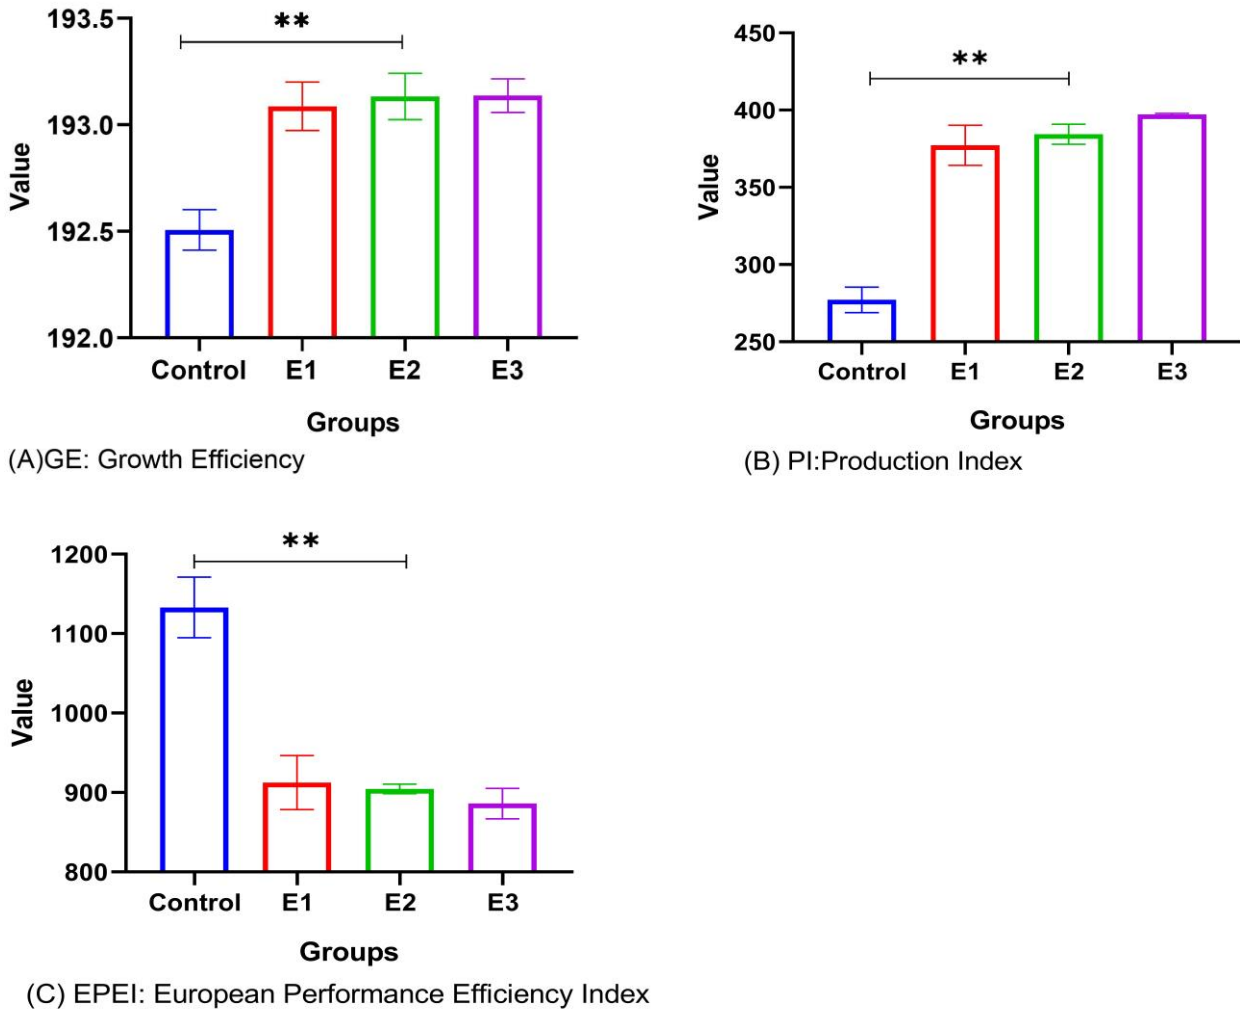 193.5
193.0
192.5
192.0
Value
**
Control E1 E2 E3
Groups
(A)GE: Growth Efficiency
450
400
350
300
250
Value
**
Control E1 E2 E3
Groups
(B) PI:Production Index
1200
1100
1000
900
800
Value
**
Control E1 E2 E3
Groups
(C) EPEI: European Performance Efficiency Index